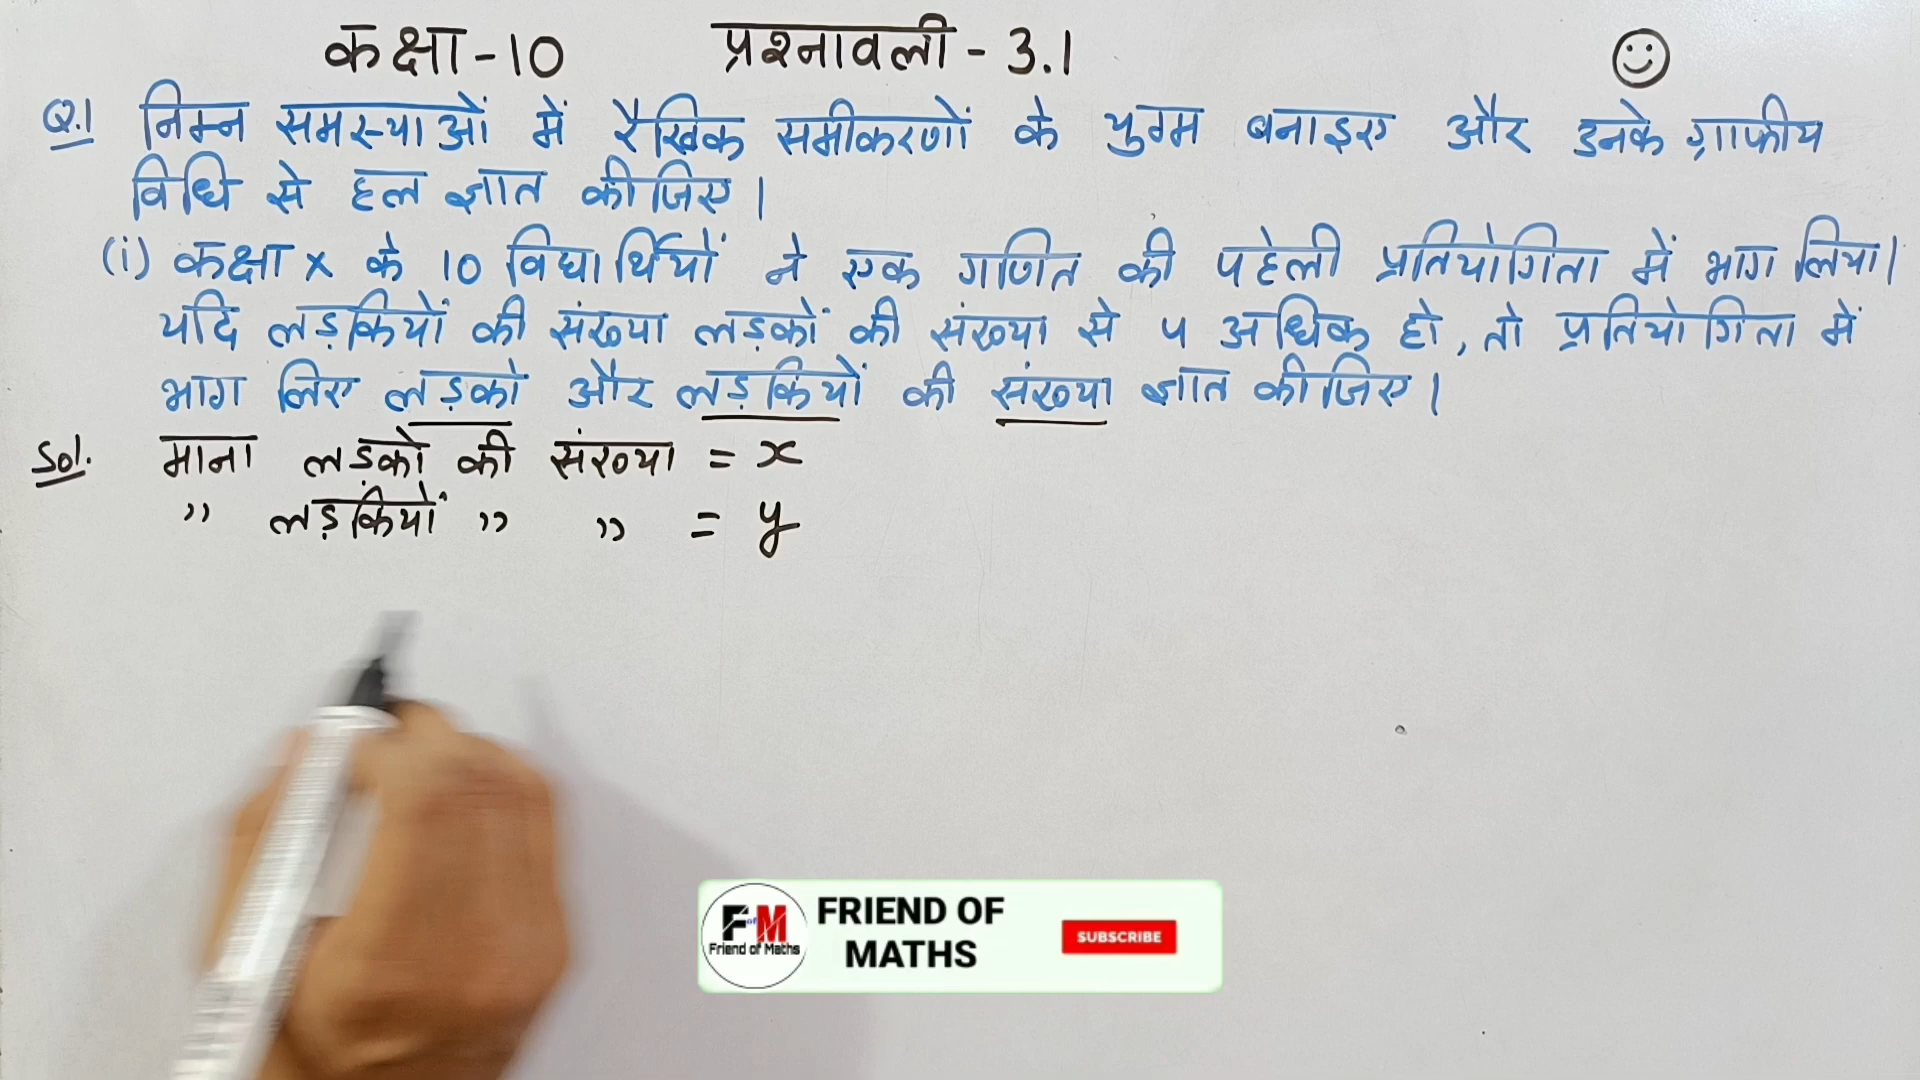 कक्षा-10 प्रश्नावली - 3.1
Q.1 निम्न समस्याओं में रैखिक समीकरणों के युग्म बनाइए और उनके ग्राफीय
विधि से हल ज्ञात कीजिए।
(i) कक्षा x के 10 विद्यार्थियों ने एक गणित की पहेली प्रतियोगिता में भाग लिया।
यदि लड़कियों की संख्या लड़कों की संख्या से 4 अधिक हो, तो प्रतियोगिता में
भाग लिए लड़को और लड़कियों की संख्या ज्ञात कीजिए।
Sol. माना लड़को की संख्या = x
" लड़कियों " " = y
FofM
Friend of Maths
FRIEND OF
MATHS
SUBSCRIBE